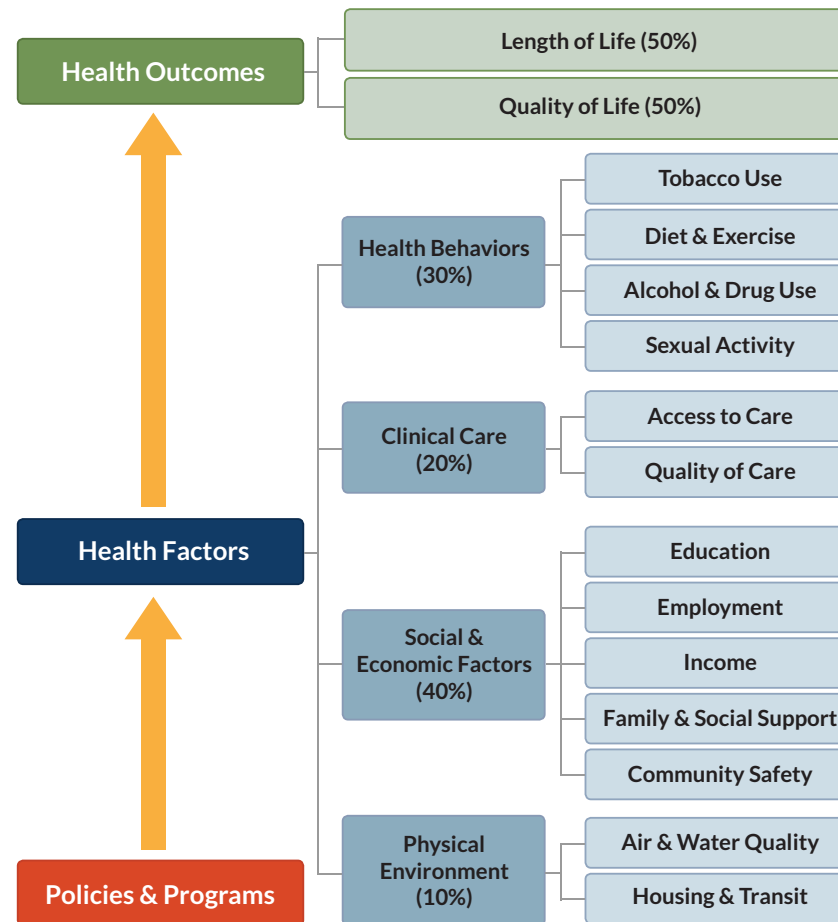 Health Outcomes
Length of Life (50%)
Quality of Life (50%)
Health Factors
Health Behaviors
(30%)
Tobacco Use
Diet & Exercise
Alcohol & Drug Use
Sexual Activity
Clinical Care
(20%)
Access to Care
Quality of Care
Social &
Economic Factors
(40%)
Education
Employment
Income
Family & Social Support
Community Safety
Physical
Environment
(10%)
Air & Water Quality
Housing & Transit
Policies & Programs